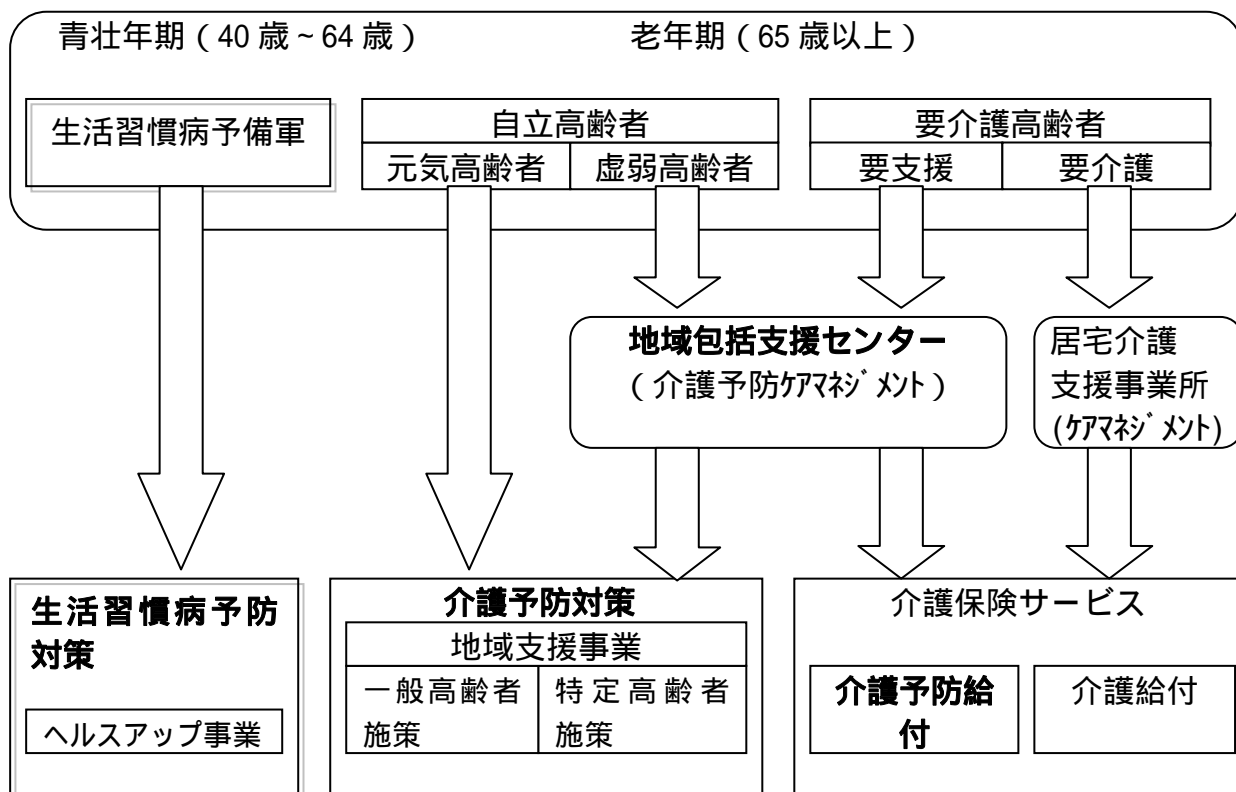 青壮年期（40歳～64歳）
老年期（65歳以上）
生活習慣病予備軍
自立高齢者
元気高齢者
虚弱高齢者
要介護高齢者
要支援
要介護
地域包括支援センター
（介護予防ｹｱﾏﾈｼﾞﾒﾝﾄ）
居宅介護
支援事業所
(ｹｱﾏﾈｼﾞﾒﾝﾄ)
生活習慣病予防
対策
ヘルスアップ事業
介護予防対策
地域支援事業
一般高齢者
施策
特定高齢者
施策
介護保険サービス
介護予防給
付
介護給付